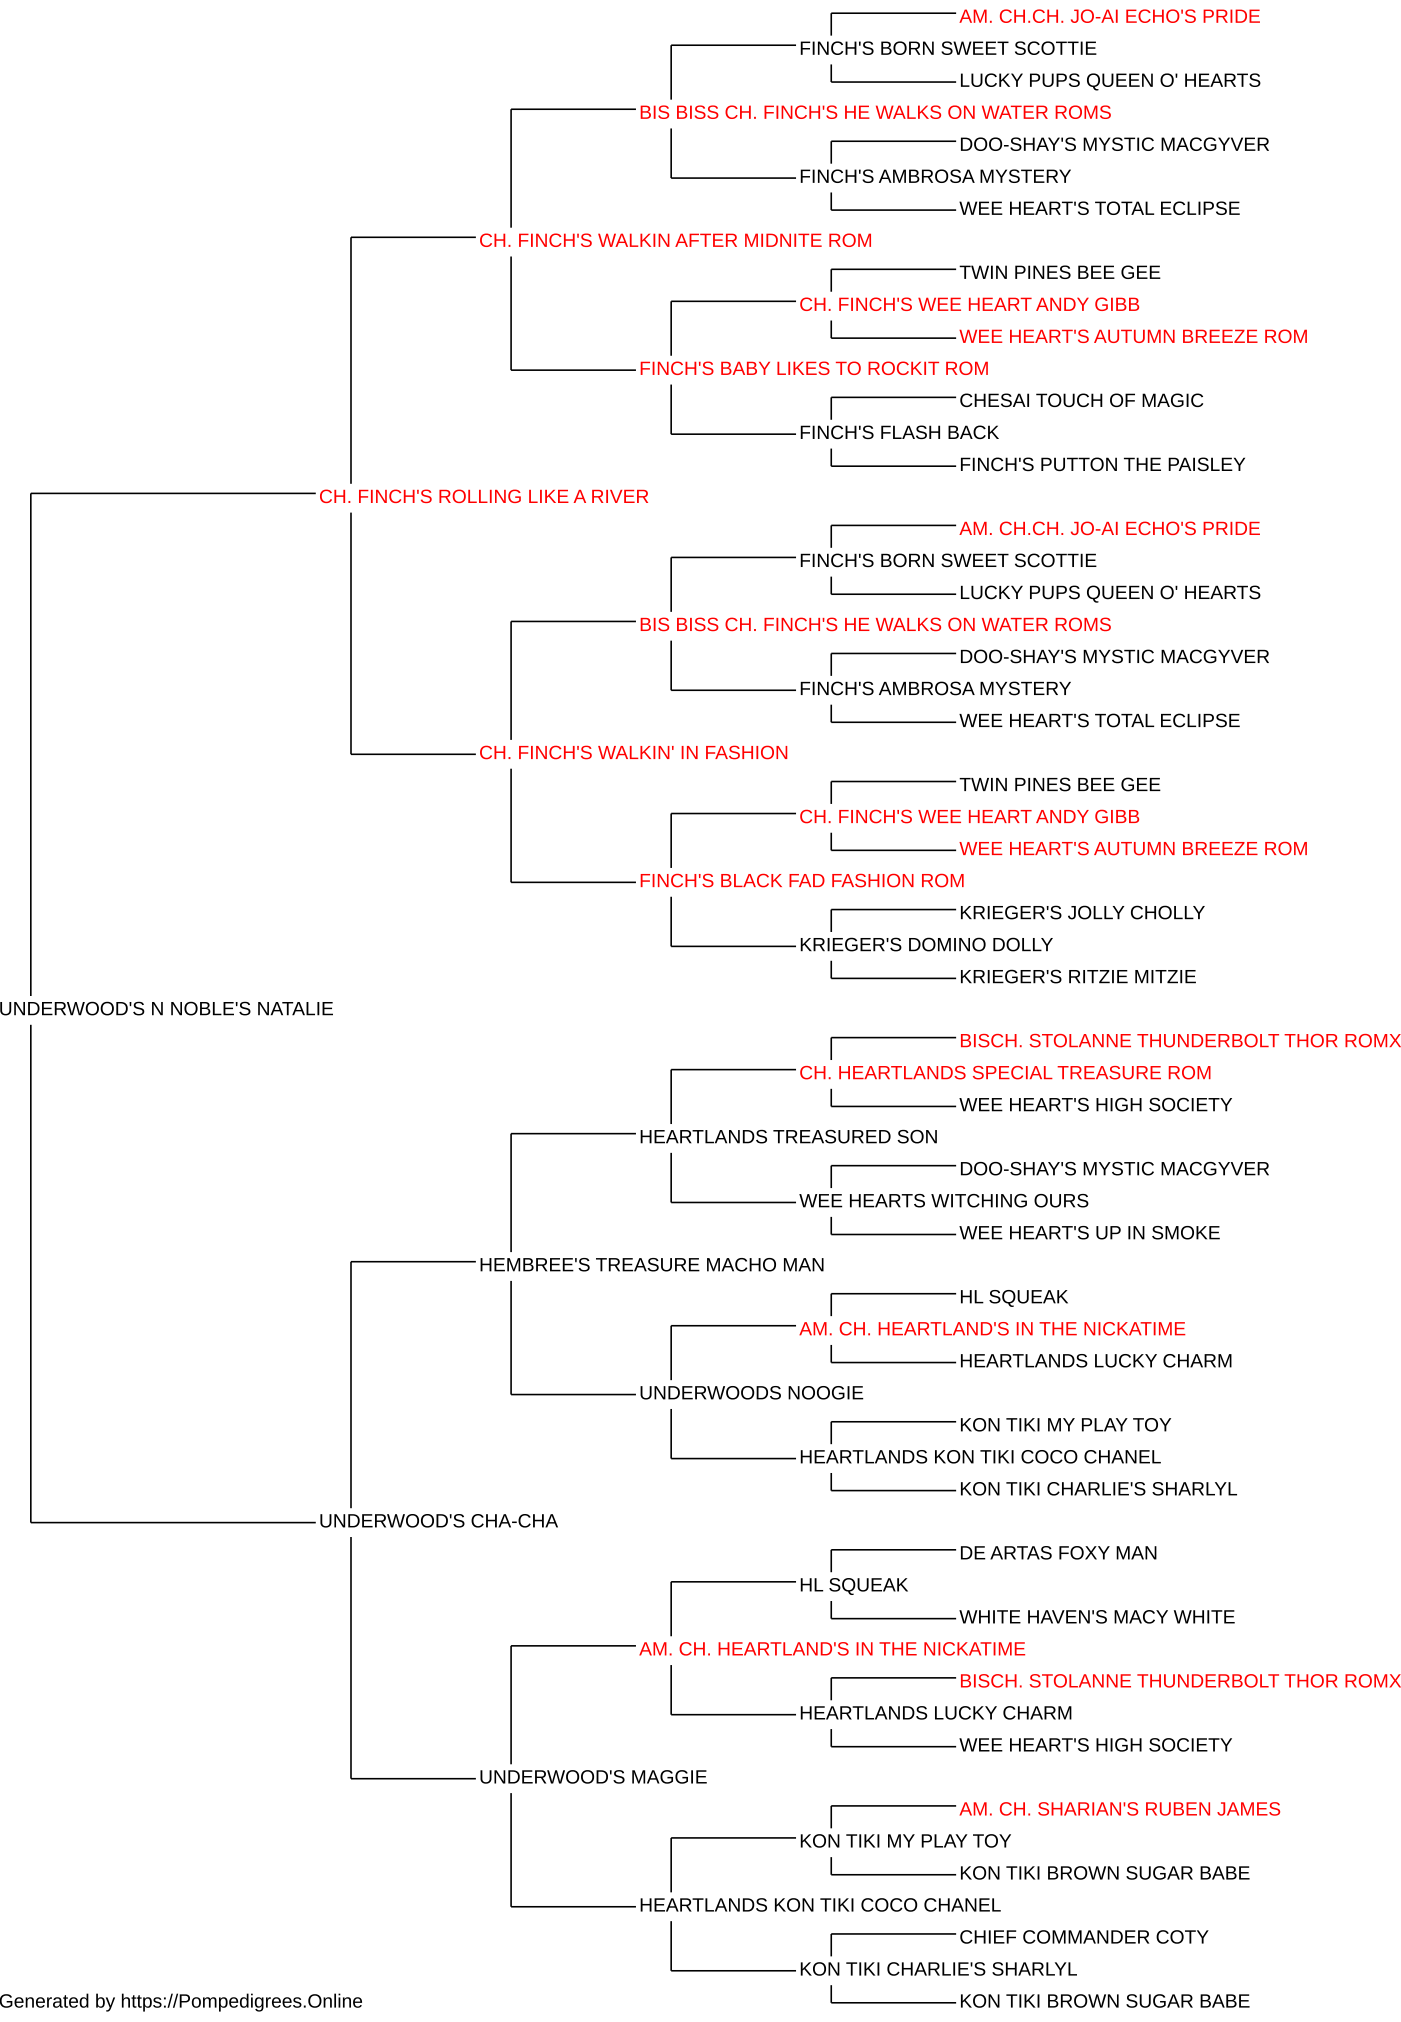 AM. CH.CH. JO-AI ECHO'S PRIDE
FINCH'S BORN SWEET SCOTTIE
LUCKY PUPS QUEEN O' HEARTS
BIS BISS CH. FINCH'S HE WALKS ON WATER ROMS
DOO-SHAY'S MYSTIC MACGYVER
FINCH'S AMBROSA MYSTERY
WEE HEART'S TOTAL ECLIPSE
CH. FINCH'S WALKIN AFTER MIDNITE ROM
TWIN PINES BEE GEE
CH. FINCH'S WEE HEART ANDY GIBB
WEE HEART'S AUTUMN BREEZE ROM
FINCH'S BABY LIKES TO ROCKIT ROM
CHESAI TOUCH OF MAGIC
FINCH'S FLASH BACK
FINCH'S PUTTON THE PAISLEY
CH. FINCH'S ROLLING LIKE A RIVER
AM. CH.CH. JO-AI ECHO'S PRIDE
FINCH'S BORN SWEET SCOTTIE
LUCKY PUPS QUEEN O' HEARTS
BIS BISS CH. FINCH'S HE WALKS ON WATER ROMS
DOO-SHAY'S MYSTIC MACGYVER
FINCH'S AMBROSA MYSTERY
WEE HEART'S TOTAL ECLIPSE
CH. FINCH'S WALKIN' IN FASHION
TWIN PINES BEE GEE
CH. FINCH'S WEE HEART ANDY GIBB
WEE HEART'S AUTUMN BREEZE ROM
FINCH'S BLACK FAD FASHION ROM
KRIEGER'S JOLLY CHOLLY
KRIEGER'S DOMINO DOLLY
KRIEGER'S RITZIE MITZIE
UNDERWOOD'S N NOBLE'S NATALIE
BISCH. STOLANNE THUNDERBOLT THOR ROMX
CH. HEARTLANDS SPECIAL TREASURE ROM
WEE HEART'S HIGH SOCIETY
HEARTLANDS TREASURED SON
DOO-SHAY'S MYSTIC MACGYVER
WEE HEARTS WITCHING OURS
WEE HEART'S UP IN SMOKE
HEMBREE'S TREASURE MACHO MAN
HL SQUEAK
AM. CH. HEARTLAND'S IN THE NICKATIME
HEARTLANDS LUCKY CHARM
UNDERWOODS NOOGIE
KON TIKI MY PLAY TOY
HEARTLANDS KON TIKI COCO CHANEL
KON TIKI CHARLIE'S SHARLYL
UNDERWOOD'S CHA-CHA
DE ARTAS FOXY MAN
HL SQUEAK
WHITE HAVEN'S MACY WHITE
AM. CH. HEARTLAND'S IN THE NICKATIME
BISCH. STOLANNE THUNDERBOLT THOR ROMX
HEARTLANDS LUCKY CHARM
WEE HEART'S HIGH SOCIETY
UNDERWOOD'S MAGGIE
AM. CH. SHARIAN'S RUBEN JAMES
KON TIKI MY PLAY TOY
KON TIKI BROWN SUGAR BABE
HEARTLANDS KON TIKI COCO CHANEL
CHIEF COMMANDER COTY
KON TIKI CHARLIE'S SHARLYL
KON TIKI BROWN SUGAR BABE
Generated by https://Pompedigrees.Online